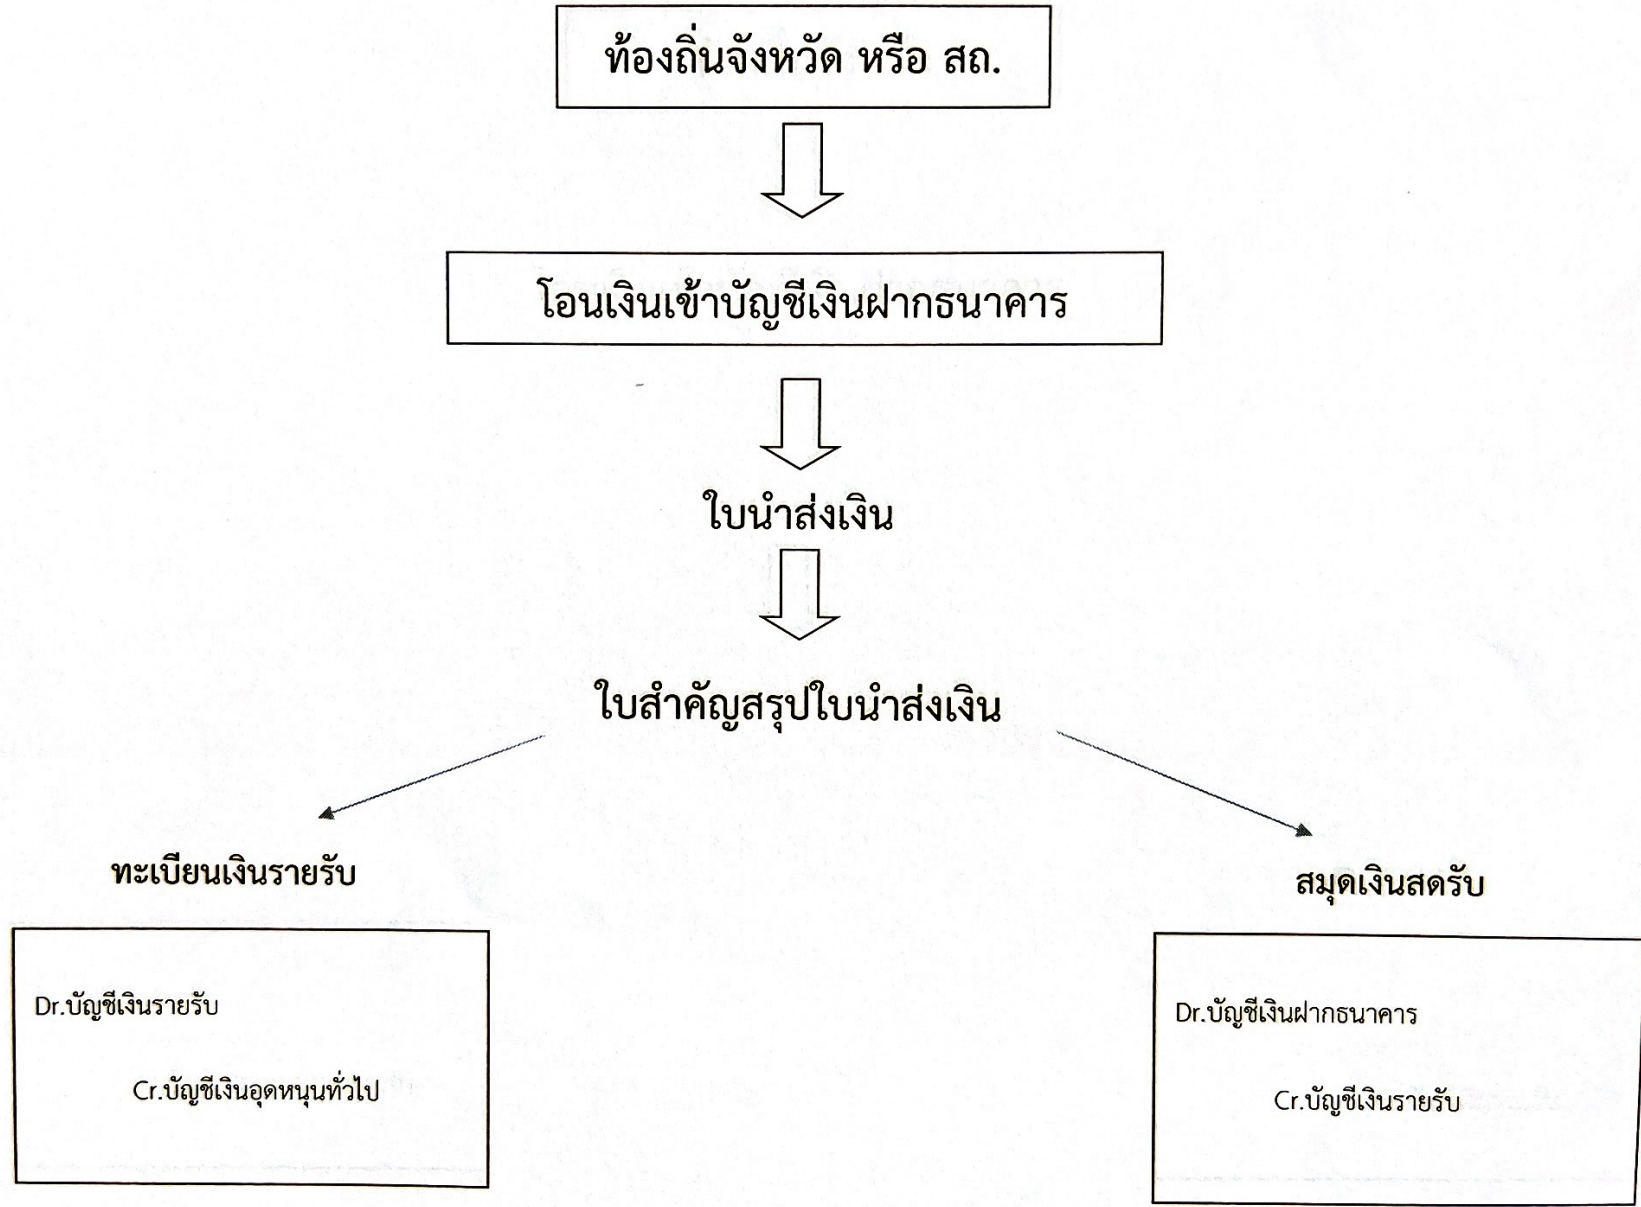 ท้องถิ่นจังหวัด หรือ สถ.
โอนเงินเข้าบัญชีเงินฝากธนาคาร
ใบนำส่งเงิน
ใบสำคัญสรุปใบนำส่งเงิน
ทะเบียนเงินรายรับ
Dr.บัญชีเงินรายรับ
Cr.บัญชีเงินอุดหนุนทั่วไป
สมุดเงินสดรับ
Dr.บัญชีเงินฝากธนาคาร
Cr.บัญชีเงินรายรับ